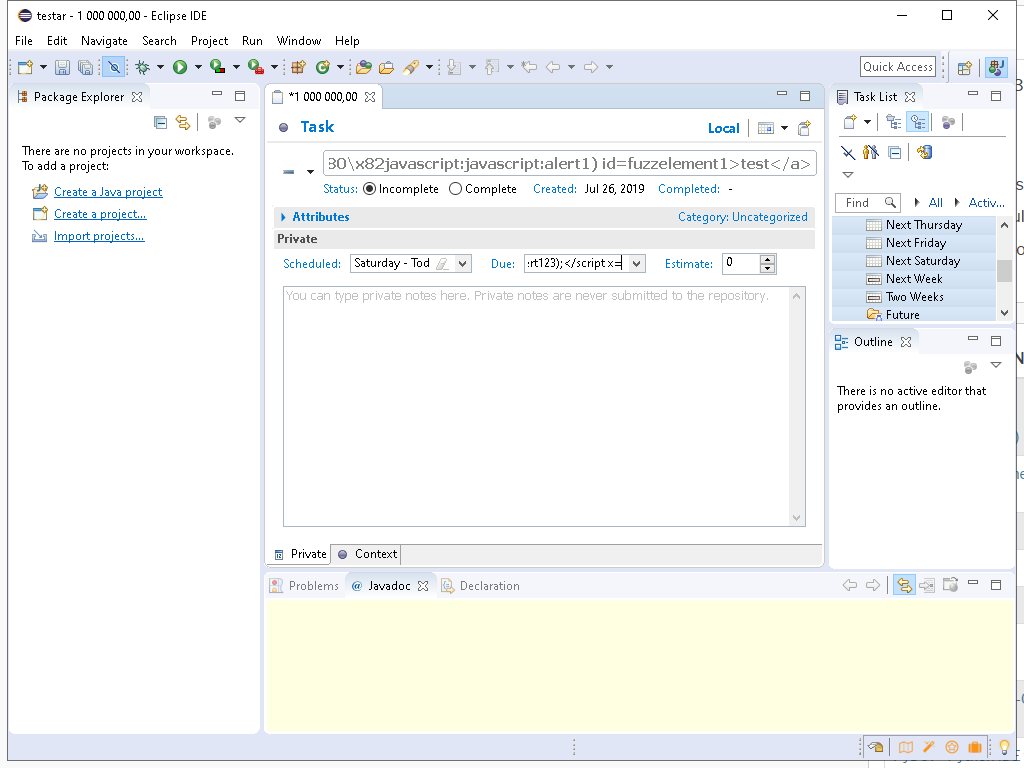 testar - 1 000 000,00 - Eclipse IDE
File Edit Navigate Search Project Run Window Help
Quick Access
Package Explorer
There are no projects in your workspace.
To add a project:
Create a Java project
Create a project...
Import projects...
*1 000 000,00
Task
Local
30\x82javascript:javascript:alert1) id=fuzzelement1>test</a>
Status: Incomplete Complete Created: Jul 26, 2019 Completed: -
Attributes Category: Uncategorized
Private
Scheduled: Saturday - Tod Due: :rt123);</script x= Estimate: 0
You can type private notes here. Private notes are never submitted to the repository.
Private Context
Task List
Find All Activ...
Next Thursday
Next Friday
Next Saturday
Next Week
Two Weeks
Future
Outline
There is no active editor that
provides an outline.
Problems @ Javadoc Declaration